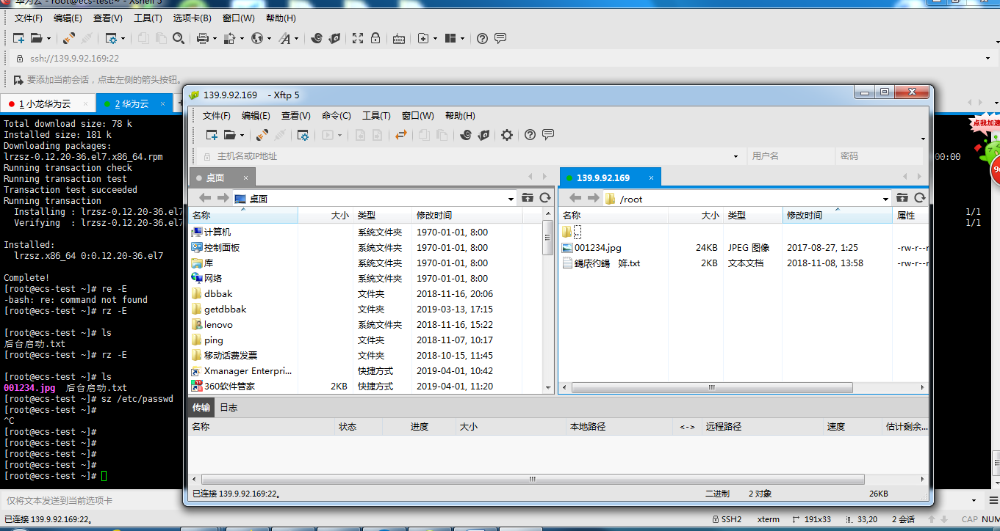 华为云 - root@ecs-test:~ - Xshell 5
文件(F) 编辑(E) 查看(V) 工具(T) 选项卡(B) 窗口(W) 帮助(H)
ssh://139.9.92.169:22
要添加当前会话，点击左侧的箭头按钮。
1 小龙华为云 × 2 华为云 ×
点我加速
Total download size: 78 k
Installed size: 181 k
Downloading packages:
lrzsz-0.12.20-36.el7.x86_64.rpm
00:00
Running transaction check
Running transaction test
Transaction test succeeded
Running transaction
Installing : lrzsz-0.12.20-36.el7
1/1
Verifying : lrzsz-0.12.20-36.el7
1/1
Installed:
lrzsz.x86_64 0:0.12.20-36.el7
Complete!
[root@ecs-test ~]# re -E
-bash: re: command not found
[root@ecs-test ~]# rz -E
[root@ecs-test ~]# ls
后台启动.txt
[root@ecs-test ~]# rz -E
[root@ecs-test ~]# ls
001234.jpg 后台启动.txt
[root@ecs-test ~]# sz /etc/passwd
[root@ecs-test ~]#
^C
[root@ecs-test ~]#
[root@ecs-test ~]#
[root@ecs-test ~]#
[root@ecs-test ~]#
[root@ecs-test ~]#
139.9.92.169 - Xftp 5
文件(F) 编辑(E) 查看(V) 命令(C) 工具(T) 窗口(W) 帮助(H)
主机名或IP地址 用户名 密码
桌面 ×
桌面
名称 大小 类型 修改时间
计算机 系统文件夹 1970-01-01, 8:00
控制面板 系统文件夹 1970-01-01, 8:00
库 系统文件夹 1970-01-01, 8:00
网络 系统文件夹 1970-01-01, 8:00
dbbak 文件夹 2018-11-16, 20:06
getdbbak 文件夹 2019-03-13, 17:15
lenovo 系统文件夹 2018-11-16, 15:22
ping 文件夹 2018-11-07, 10:17
移动话费发票 文件夹 2018-10-15, 11:45
Xmanager Enterpri... 快捷方式 2019-04-01, 10:42
360软件管家 2KB 快捷方式 2019-04-01, 11:20
139.9.92.169 ×
/root
名称 大小 类型 修改时间 属性
..
001234.jpg 24KB JPEG 图像 2017-08-27, 1:25 -rw-r--r
.txt 2KB 文本文档 2018-11-08, 13:58 -rw-r--r
传输 日志
名称 状态 进度 大小 本地路径 <-> 远程路径 速度 估计剩余...
已连接 139.9.92.169:22。 二进制 2 对象 26KB
仅将文本发送到当前选项卡
已连接 139.9.92.169:22。 SSH2 xterm 191x33 33,20 2 会话 CAP NUM